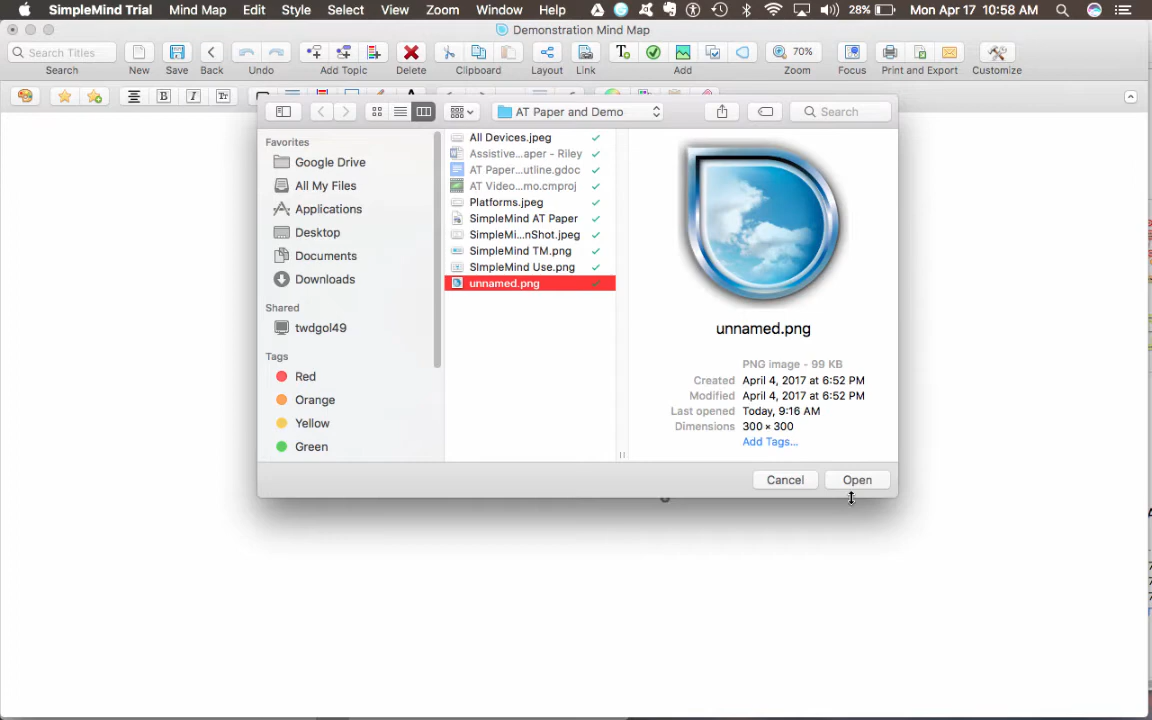 SimpleMind Trial Mind Map Edit Style Select View Zoom Window Help 28% Mon Apr 17 10:58 AM
Demonstration Mind Map
Search Titles 70%
Search New Save Back Undo Add Topic Delete Clipboard Layout Link Add Zoom Focus Print and Export Customize
B I Tr
AT Paper and Demo Search
Favorites
Google Drive
All My Files
Applications
Desktop
Documents
Downloads
Shared
twdgol49
Tags
Red
Orange
Yellow
Green
All Devices.jpeg
Assistive...aper - Riley
AT Paper...utline.gdoc
AT Video...mo.cmproj
Platforms.jpeg
SimpleMind AT Paper
SimpleMi...nShot.jpeg
SimpleMind TM.png
SImpleMind Use.png
unnamed.png
unnamed.png
PNG image - 99 KB
Created April 4, 2017 at 6:52 PM
Modified April 4, 2017 at 6:52 PM
Last opened Today, 9:16 AM
Dimensions 300 × 300
Add Tags...
Cancel Open